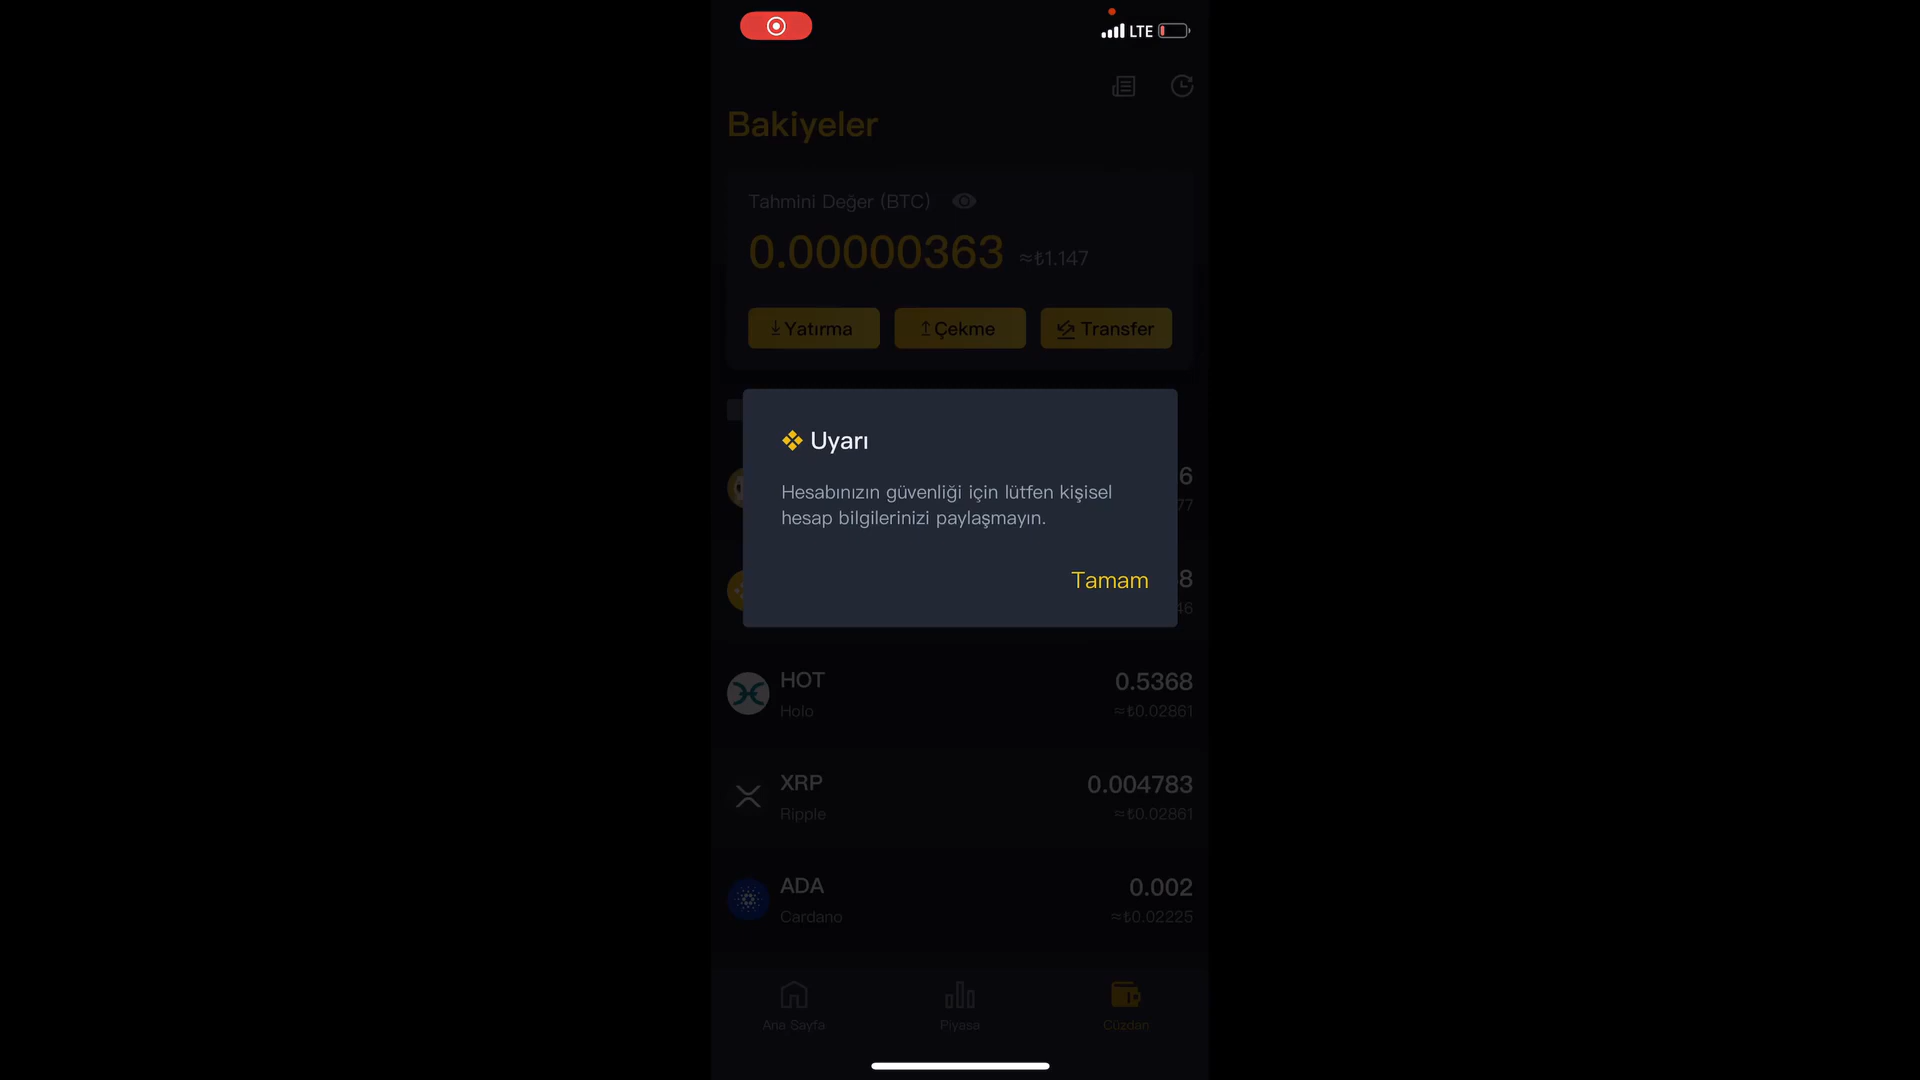 LTE
Bakiyeler
Tahmini Değer (BTC)
0.00000363 ≈₺1.147
Yatırma
Çekme
Transfer
Uyarı
Hesabınızın güvenliği için lütfen kişisel
hesap bilgilerinizi paylaşmayın.
Tamam
HOT 0.5368
Holo ≈₺0.02861
XRP 0.004783
Ripple ≈₺0.02861
ADA 0.002
Cardano ≈₺0.02225
Ana Sayfa
Piyasa
Cüzdan